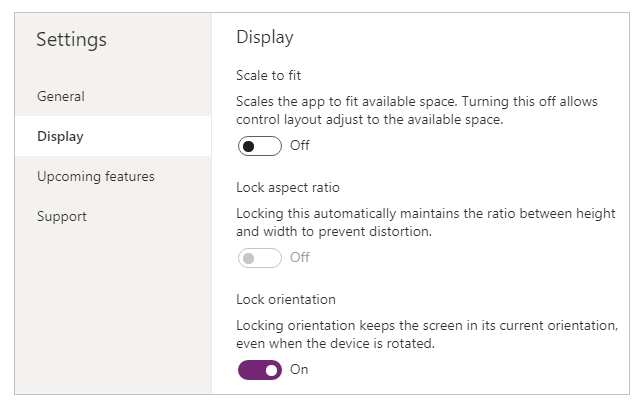 Settings
General
Display
Upcoming features
Support
Display
Scale to fit
Scales the app to fit available space. Turning this off allows
control layout adjust to the available space.
Off
Lock aspect ratio
Locking this automatically maintains the ratio between height
and width to prevent distortion.
Off
Lock orientation
Locking orientation keeps the screen in its current orientation,
even when the device is rotated.
On